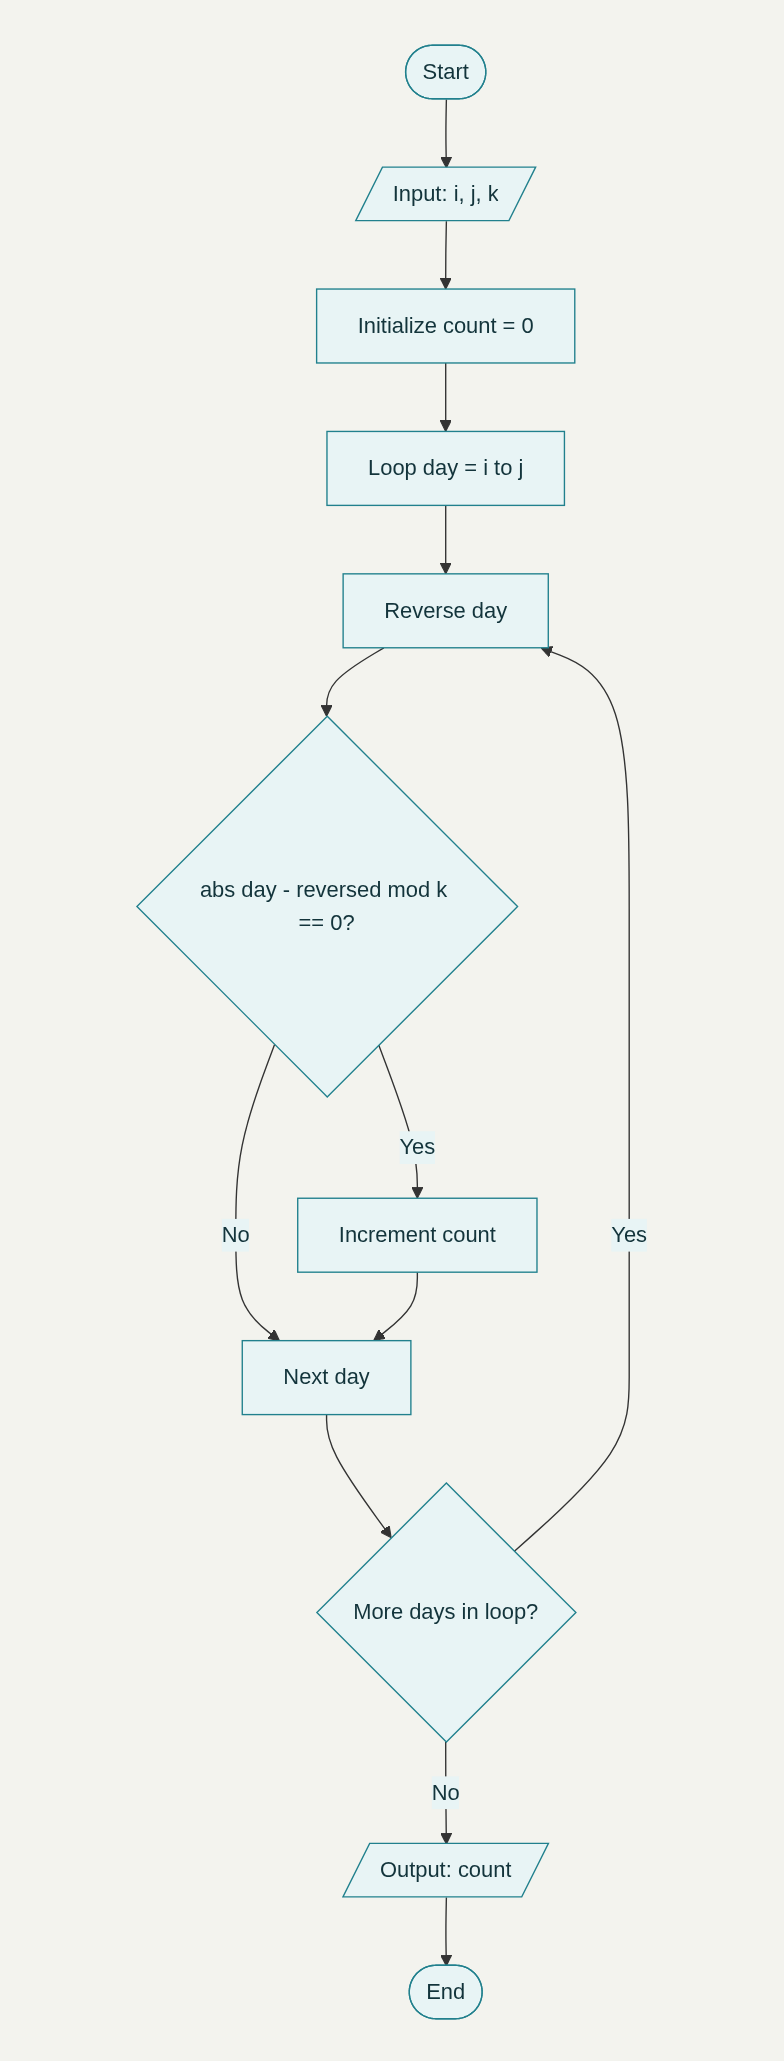 Start
Input: i, j, k
Initialize count = 0
Loop day = i to j
Reverse day
abs day - reversed mod k
== 0?
Yes
No
Increment count
Yes
Next day
More days in loop?
No
Output: count
End